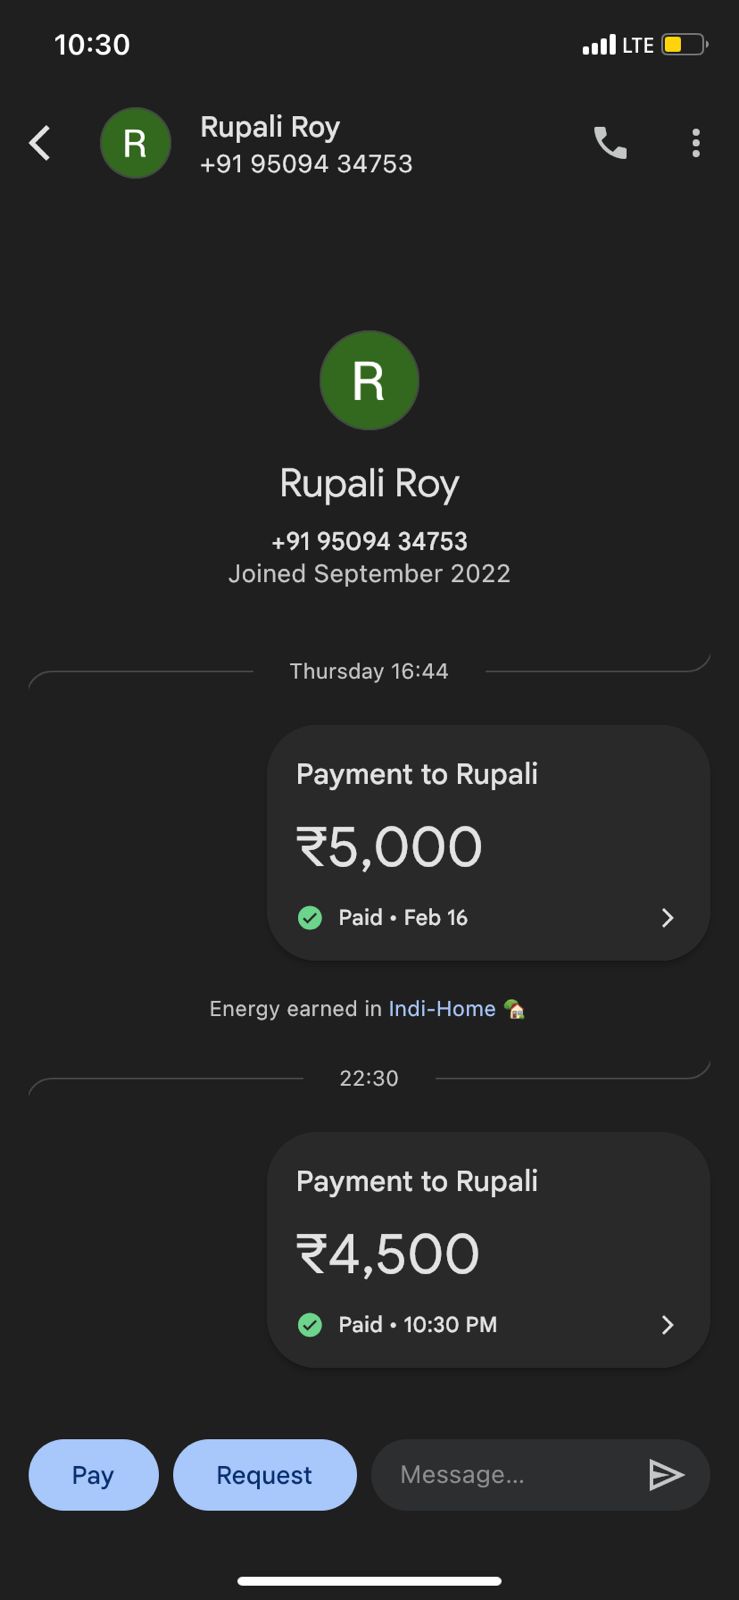 10:30
LTE
R
Rupali Roy
+91 95094 34753
R
Rupali Roy
+91 95094 34753
Joined September 2022
Thursday 16:44
Payment to Rupali
₹5,000
Paid • Feb 16
Energy earned in Indi-Home
22:30
Payment to Rupali
₹4,500
Paid • 10:30 PM
Pay
Request
Message...